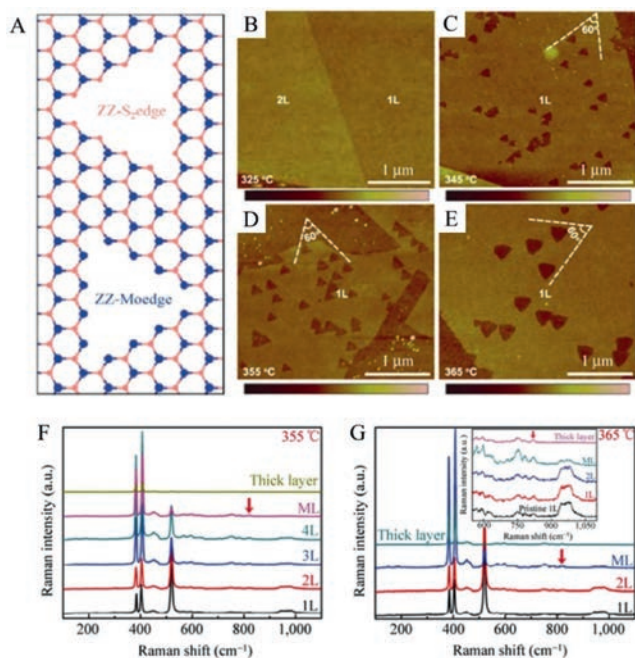 A
ZZ-S₂edge
ZZ-Moedge
B
2L
1L
325 °C
1 μm
C
60°
1L
345 °C
1 μm
D
60°
1L
355 °C
1 μm
E
60°
1L
365 °C
1 μm
F
355 ℃
Thick layer
ML
4L
3L
2L
1L
Raman intensity (a.u.)
200 400 600 800 1,000
Raman shift (cm⁻¹)
G
365 ℃
Thick layer
ML
2L
1L
Pristine 1L
Raman intensity (a.u.)
600 750 900 1,050
Raman shift (cm⁻¹)
Thick layer
ML
2L
1L
Raman intensity (a.u.)
200 400 600 800 1,000
Raman shift (cm⁻¹)